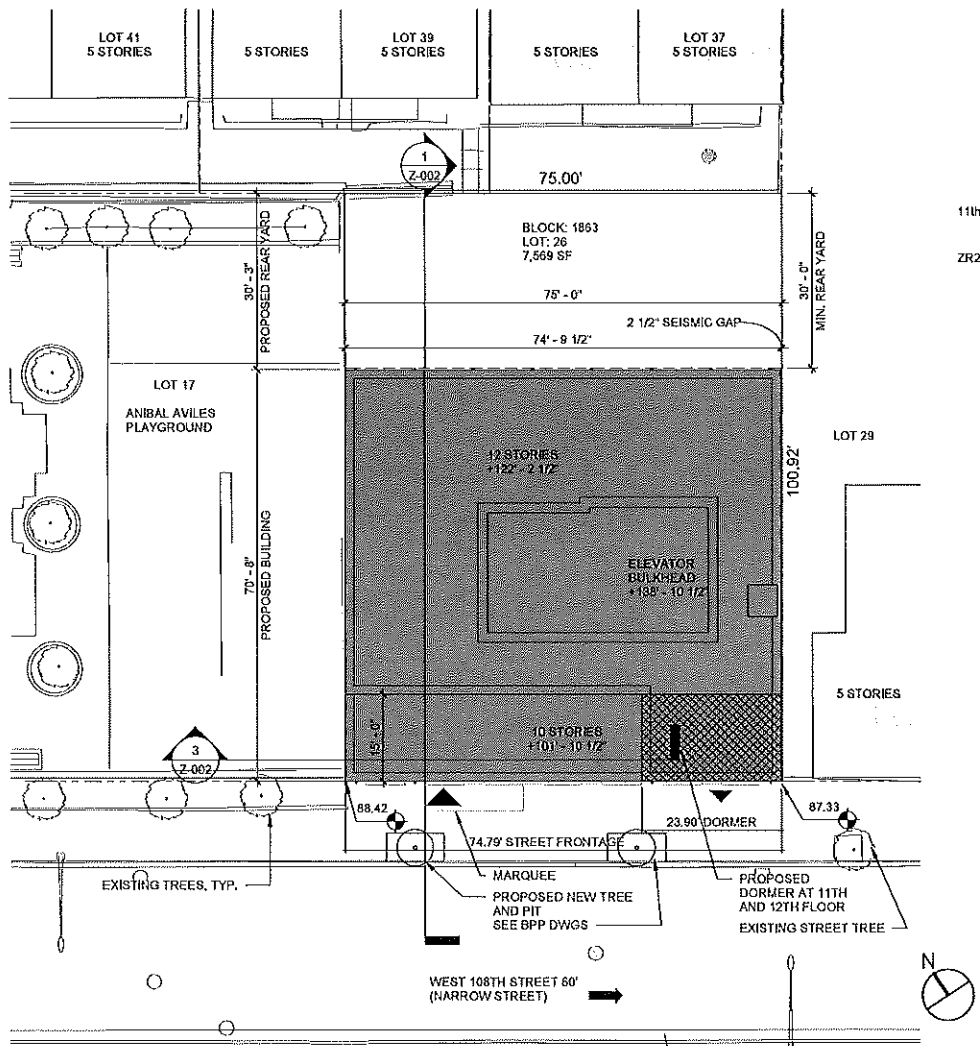 LOT 41
5 STORIES
5 STORIES
LOT 39
5 STORIES
5 STORIES
LOT 37
5 STORIES
1
Z-002
75.00'
11th
ZR2
BLOCK: 1863
LOT: 26
7,569 SF
30' - 3"
PROPOSED REAR YARD
30' - 0"
MIN. REAR YARD
75' - 0"
2 1/2" SEISMIC GAP
74' - 9 1/2"
LOT 17
ANIBAL AVILES
PLAYGROUND
LOT 29
12 STORIES
+122' - 2 1/2"
100.92'
70' - 8"
PROPOSED BUILDING
ELEVATOR
BULKHEAD
+138' - 10 1/2"
5 STORIES
15' - 0"
10 STORIES
+101' - 10 1/2"
3
Z-002
88.42
87.33
23.90' DORMER
74.79' STREET FRONTAGE
EXISTING TREES, TYP.
MARQUEE
PROPOSED NEW TREE
AND PIT
SEE BPP DWGS
PROPOSED
DORMER AT 11TH
AND 12TH FLOOR
EXISTING STREET TREE
WEST 108TH STREET 60'
(NARROW STREET)
N